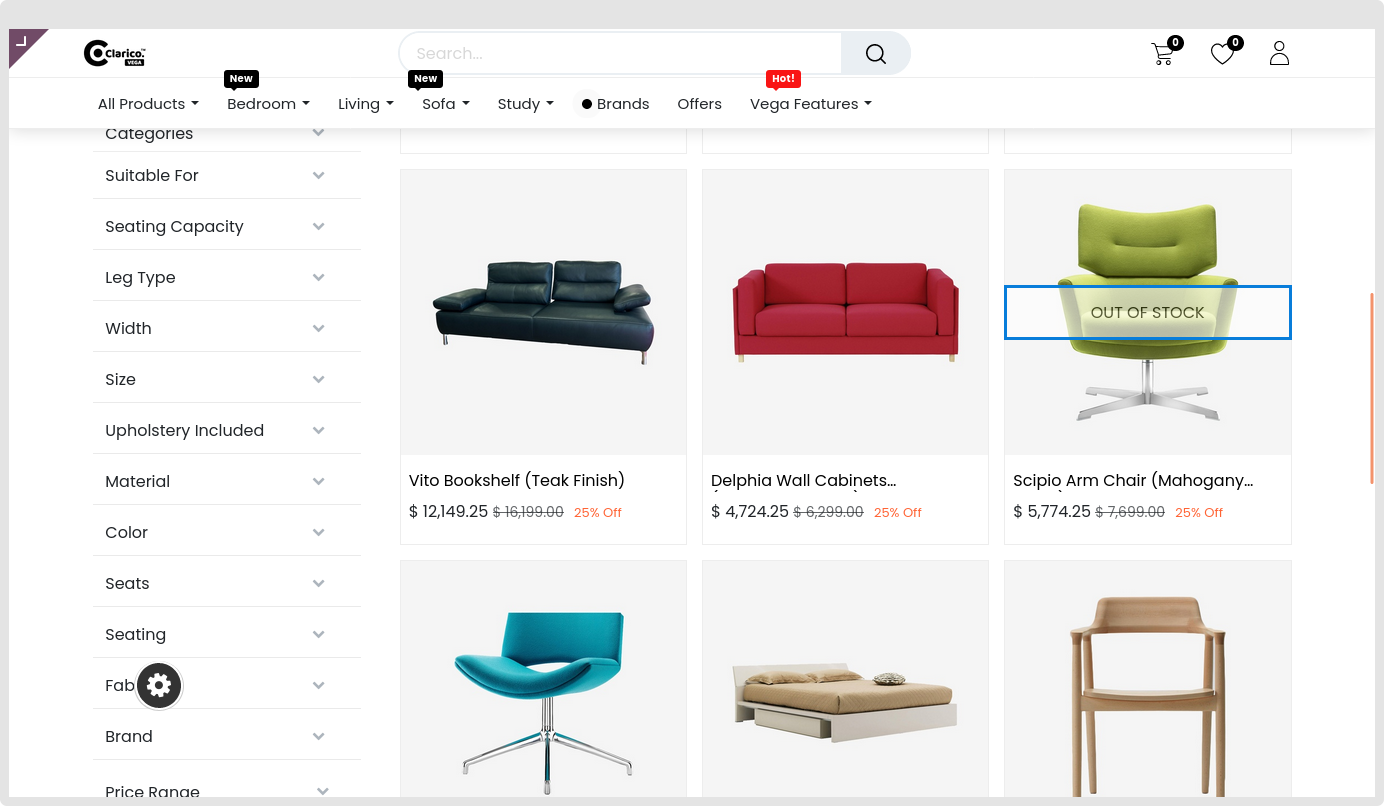 Clarico.
VEGA
Search...
0
0
New
New
Hot!
All Products
Bedroom
Living
Sofa
Study
Brands
Offers
Vega Features
Categories
Suitable For
Seating Capacity
Leg Type
Width
Size
Upholstery Included
Material
Color
Seats
Seating
Fab
Brand
Price Range
OUT OF STOCK
Vito Bookshelf (Teak Finish)
$ 12,149.25 $ 16,199.00 25% Off
Delphia Wall Cabinets...
$ 4,724.25 $ 6,299.00 25% Off
Scipio Arm Chair (Mahogany...
$ 5,774.25 $ 7,699.00 25% Off